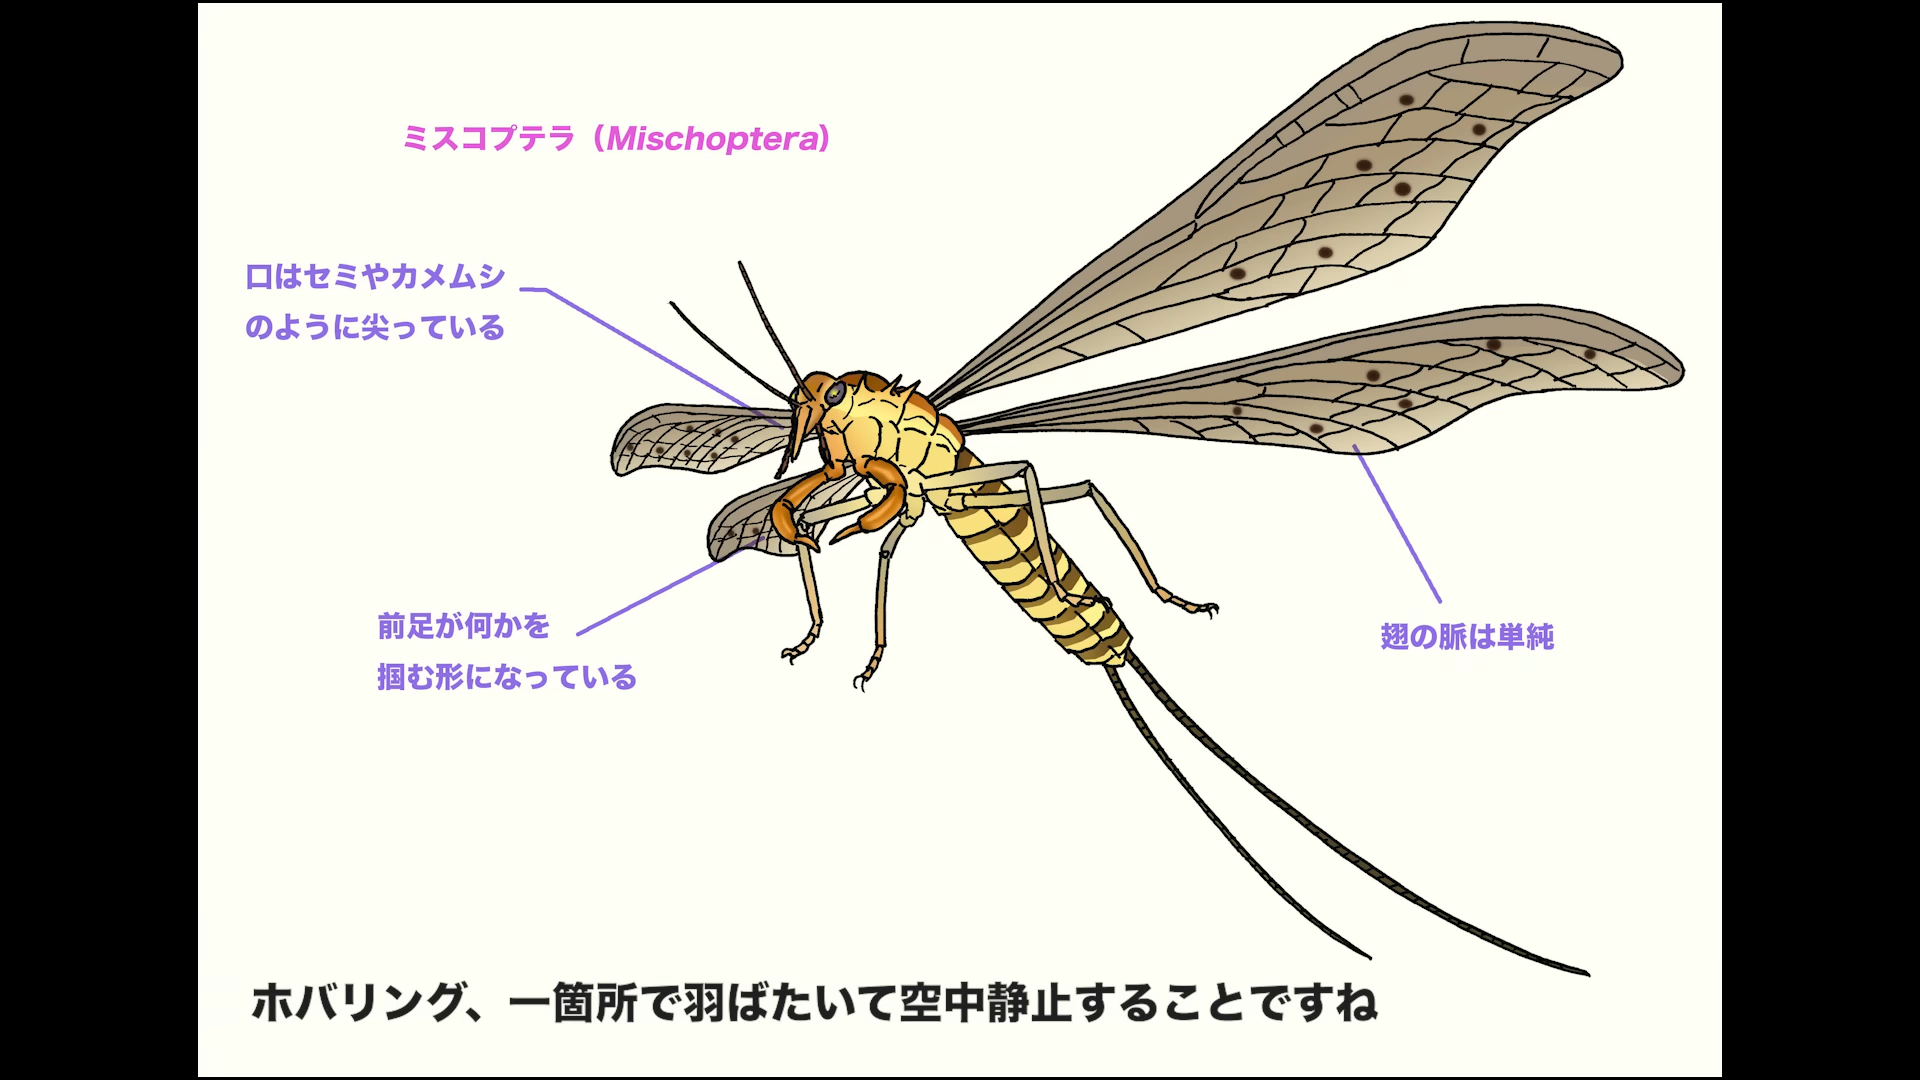 ミスコプテラ（Mischoptera）
口はセミやカメムシ
のように尖っている
前足が何かを
掴む形になっている
翅の脈は単純
ホバリング、一箇所で羽ばたいて空中静止することですね